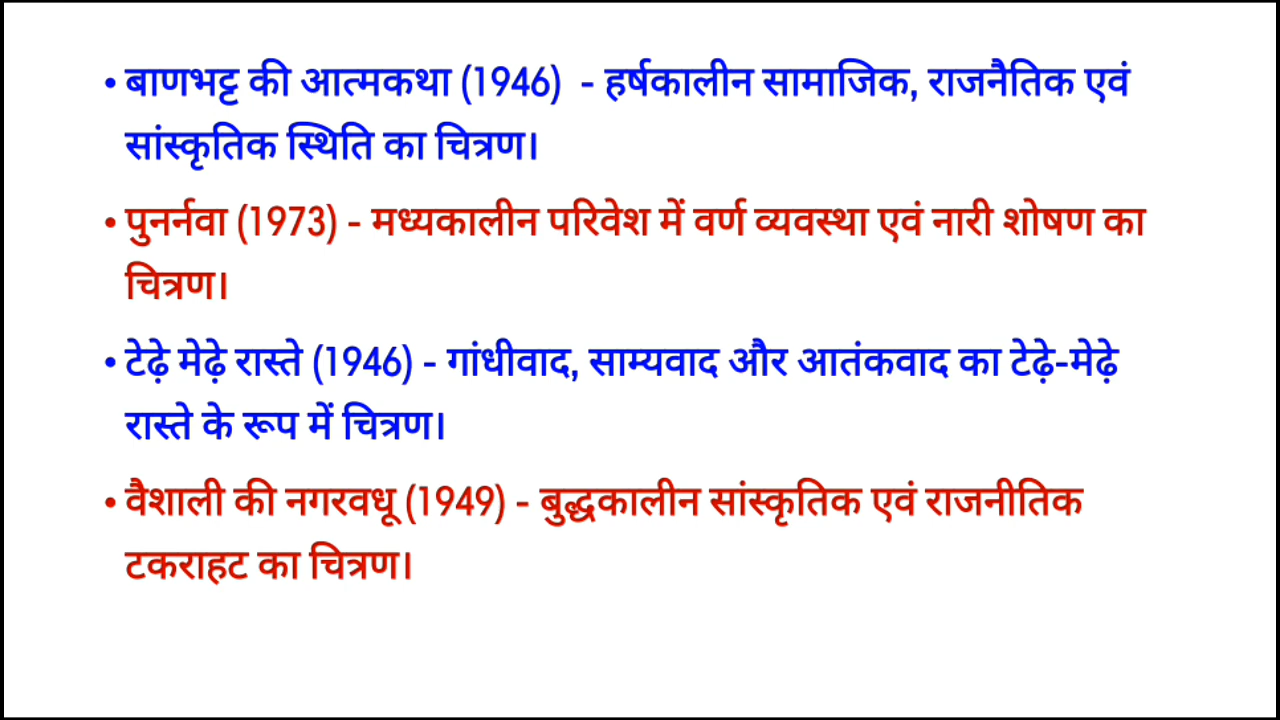 • बाणभट्ट की आत्मकथा (1946) - हर्षकालीन सामाजिक, राजनैतिक एवं
सांस्कृतिक स्थिति का चित्रण।
• पुनर्नवा (1973) - मध्यकालीन परिवेश में वर्ण व्यवस्था एवं नारी शोषण का
चित्रण।
• टेढ़े मेढ़े रास्ते (1946) - गांधीवाद, साम्यवाद और आतंकवाद का टेढ़े-मेढ़े
रास्ते के रूप में चित्रण।
• वैशाली की नगरवधू (1949) - बुद्धकालीन सांस्कृतिक एवं राजनीतिक
टकराहट का चित्रण।